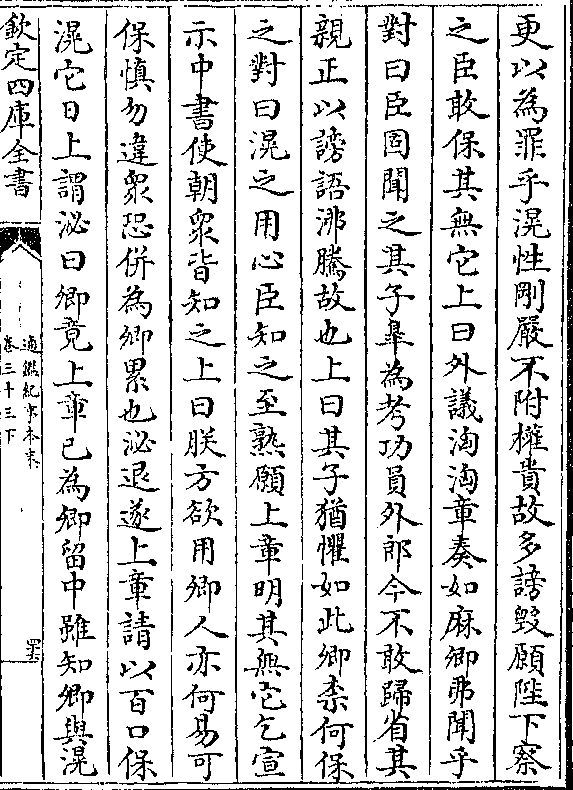 更以為罪乎滉性剛嚴不附權貴故多謗毀願陛下察
之臣敢保其無它上曰外議洶洶章奏如麻卿弗聞乎
對曰臣固聞之其子臯為考功員外郎今不敢歸省其
親正以謗語沸騰故也上曰其子猶懼如此卿柰何保
之對曰滉之用心臣知之至熟願上章明其無它乞宣
示中書使朝衆皆知之上曰朕方欲用卿人亦何易可
保慎勿違衆恐併為卿累也泌退遂上章請以百口保
滉它日上謂泌曰卿竟上章已為卿留中雖知卿與滉
欽定四庫全書
通鑑紀事本末
卷三十三下